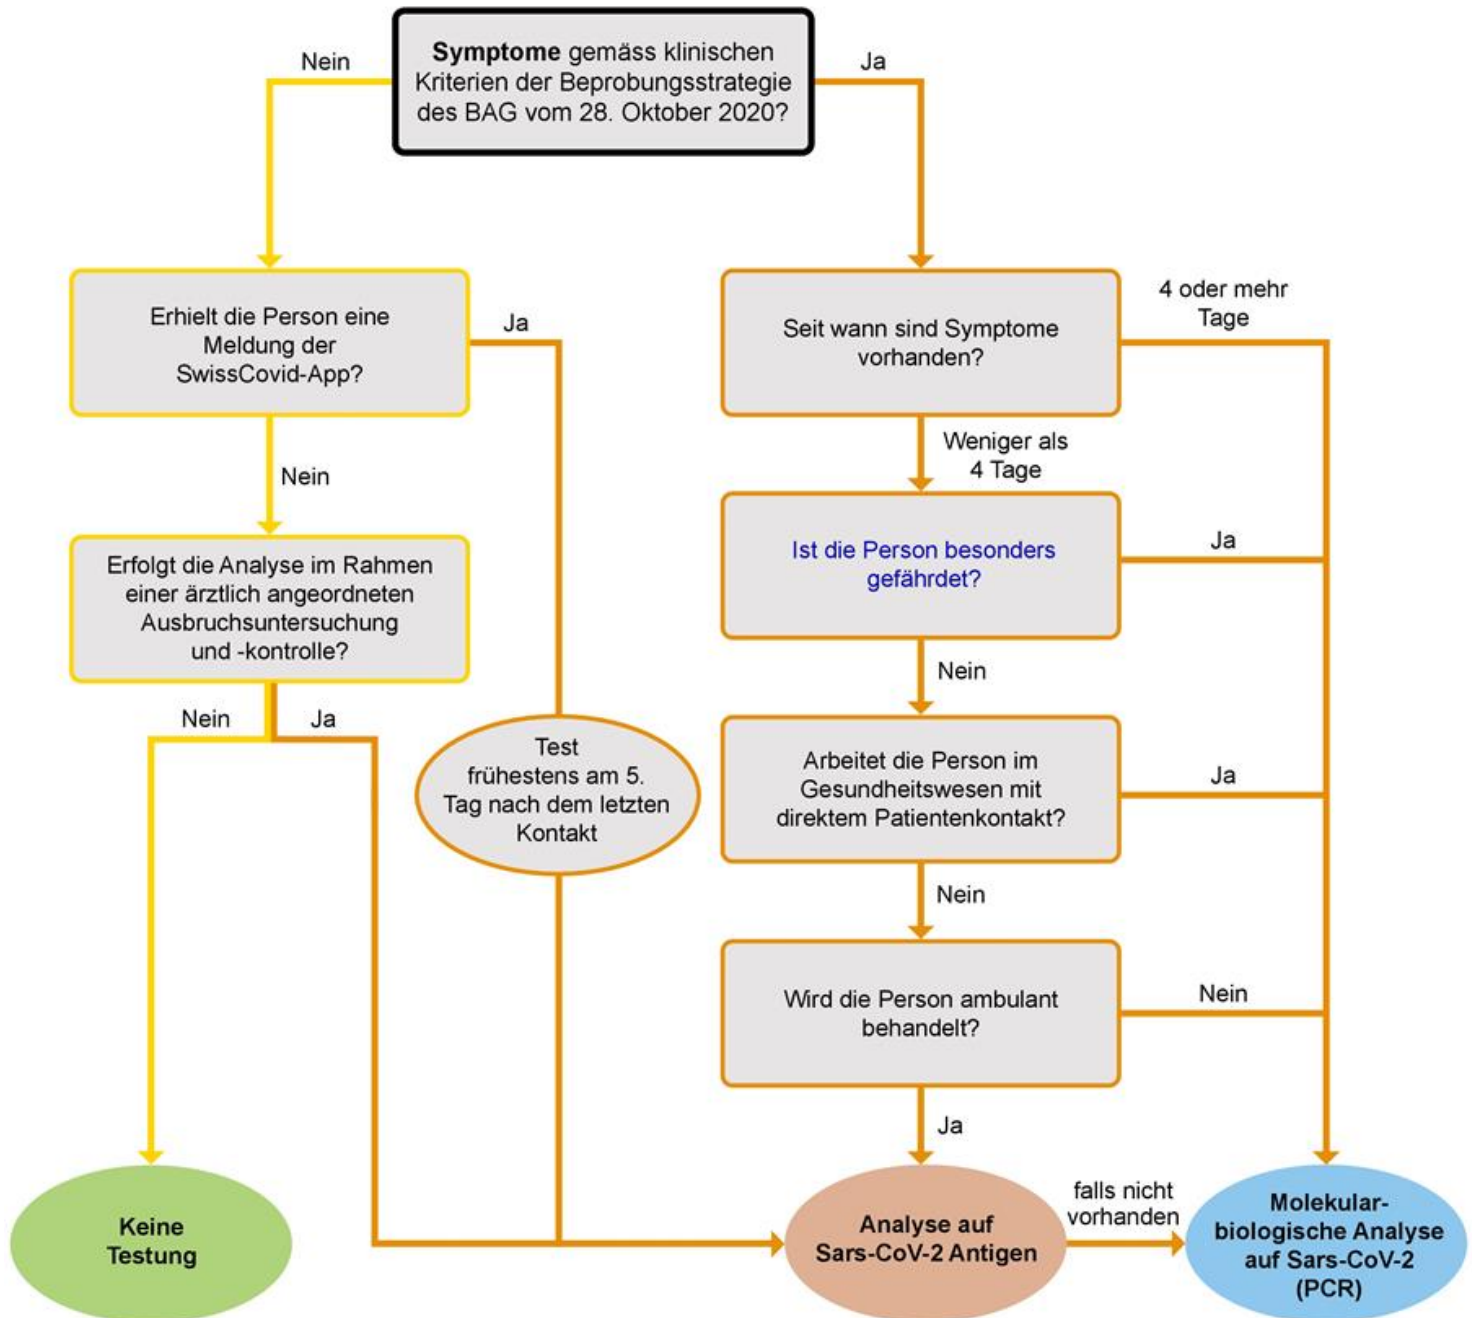 Symptome gemäss klinischen
Kriterien der Beprobungsstrategie
des BAG vom 28. Oktober 2020?
Nein
Ja
Erhielt die Person eine
Meldung der
SwissCovid-App?
Ja
Seit wann sind Symptome
vorhanden?
4 oder mehr
Tage
Nein
Weniger als
4 Tage
Erfolgt die Analyse im Rahmen
einer ärztlich angeordneten
Ausbruchsuntersuchung
und -kontrolle?
Ist die Person besonders
gefährdet?
Ja
Nein
Nein
Ja
Test
frühestens am 5.
Tag nach dem letzten
Kontakt
Arbeitet die Person im
Gesundheitswesen mit
direktem Patientenkontakt?
Ja
Nein
Wird die Person ambulant
behandelt?
Nein
Ja
Keine
Testung
Analyse auf
Sars-CoV-2 Antigen
falls nicht
vorhanden
Molekular-
biologische Analyse
auf Sars-CoV-2
(PCR)